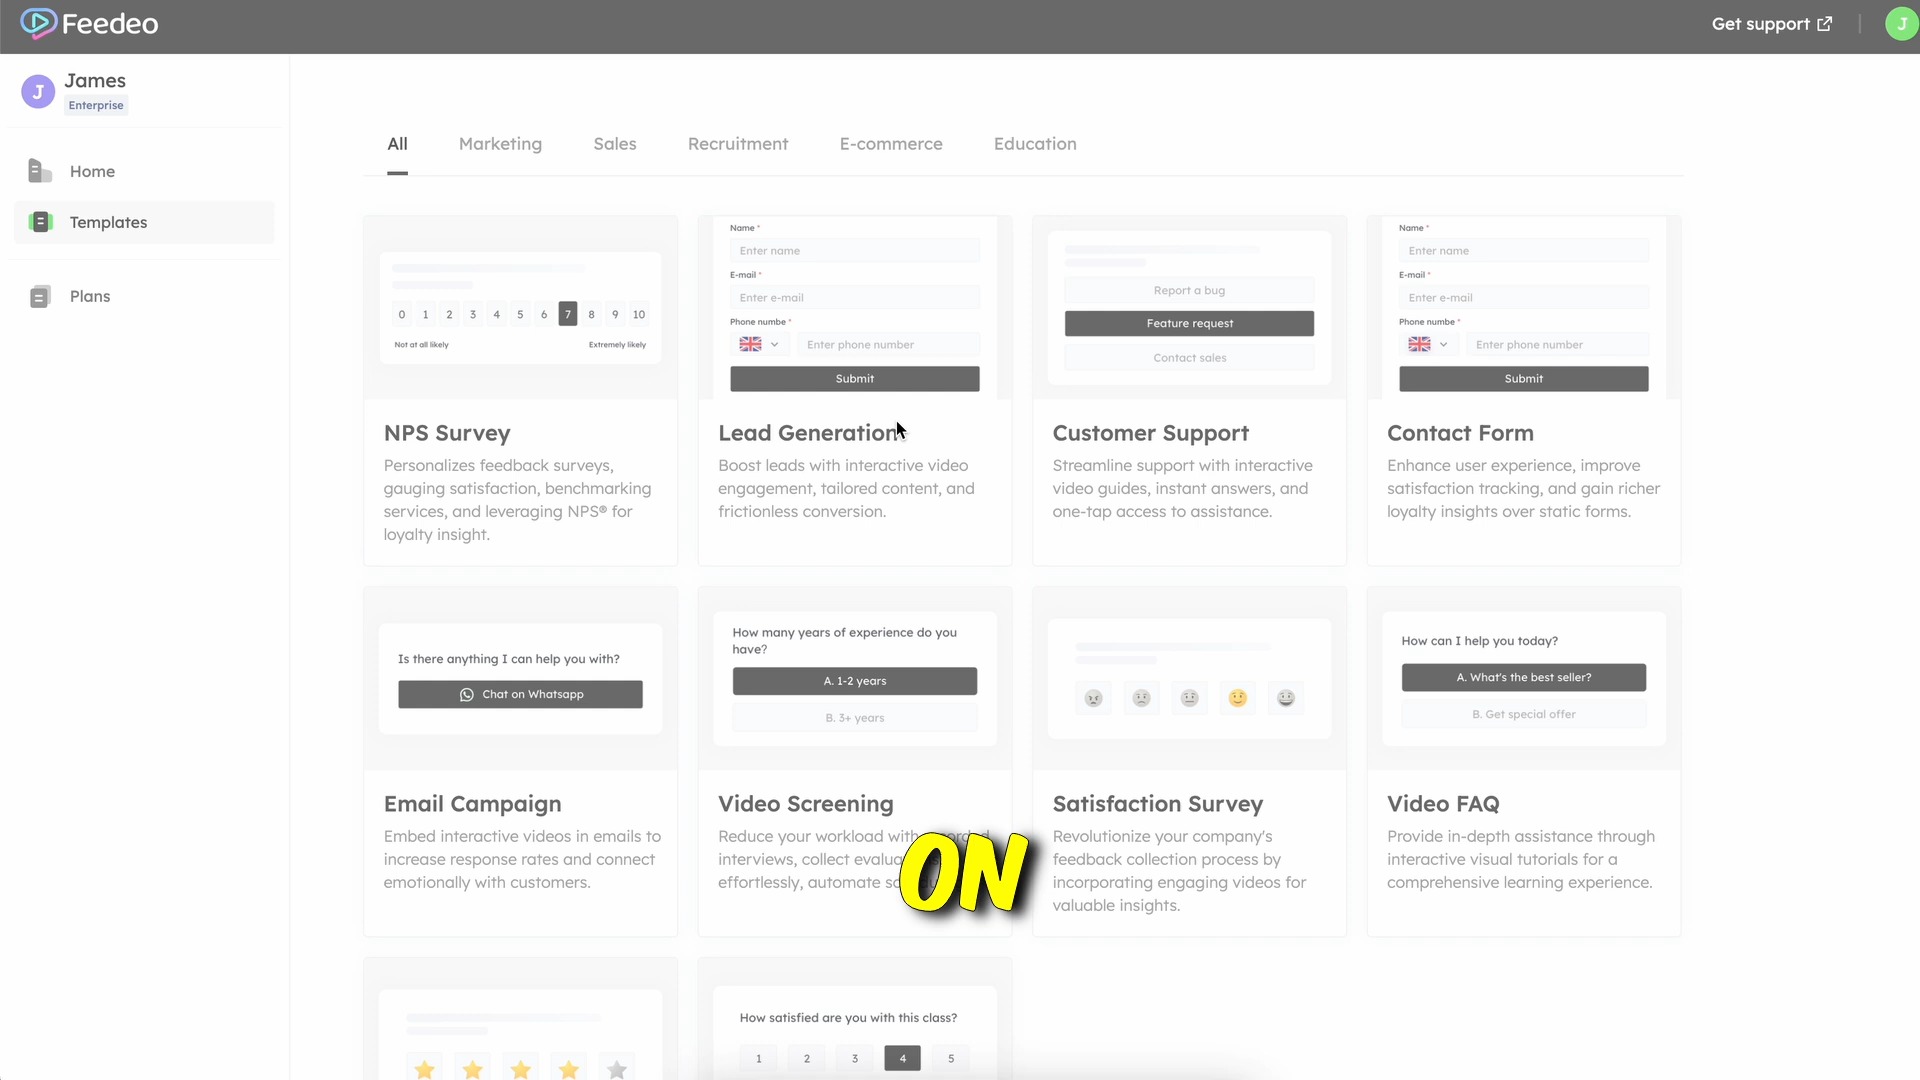 Feedeo
Get support
J
J
James
Enterprise
Home
Templates
Plans
All
Marketing
Sales
Recruitment
E-commerce
Education
0 1 2 3 4 5 6 7 8 9 10
Not at all likely
Extremely likely
NPS Survey
Personalizes feedback surveys,
gauging satisfaction, benchmarking
services, and leveraging NPS® for
loyalty insight.
Name *
Enter name
E-mail *
Enter e-mail
Phone numbe *
Enter phone number
Submit
Lead Generation
Boost leads with interactive video
engagement, tailored content, and
frictionless conversion.
Report a bug
Feature request
Contact sales
Customer Support
Streamline support with interactive
video guides, instant answers, and
one-tap access to assistance.
Name *
Enter name
E-mail *
Enter e-mail
Phone numbe *
Enter phone number
Submit
Contact Form
Enhance user experience, improve
satisfaction tracking, and gain richer
loyalty insights over static forms.
Is there anything I can help you with?
Chat on Whatsapp
Email Campaign
Embed interactive videos in emails to
increase response rates and connect
emotionally with customers.
How many years of experience do you
have?
A. 1-2 years
B. 3+ years
Video Screening
Reduce your workload with
interviews, collect
effortlessly, automate
ON
Satisfaction Survey
Revolutionize your company's
feedback collection process by
incorporating engaging videos for
valuable insights.
How can I help you today?
A. What's the best seller?
B. Get special offer
Video FAQ
Provide in-depth assistance through
interactive visual tutorials for a
comprehensive learning experience.
How satisfied are you with this class?
1 2 3 4 5